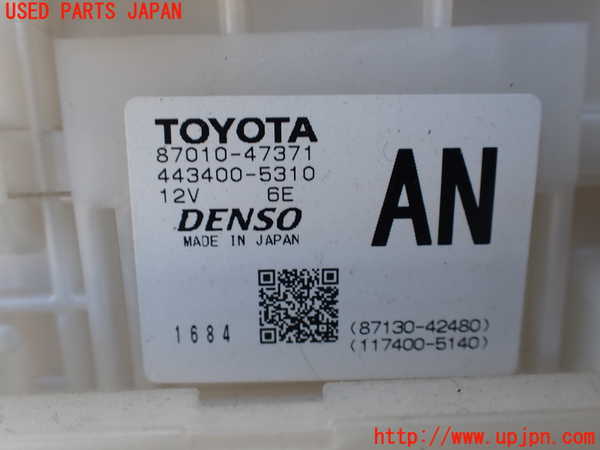 USED PARTS JAPAN
TOYOTA
87010-47371
443400-5310
12V 6E
DENSO
MADE IN JAPAN
AN
1684
(87130-42480)
(117400-5140)
http://www.upjpn.com/